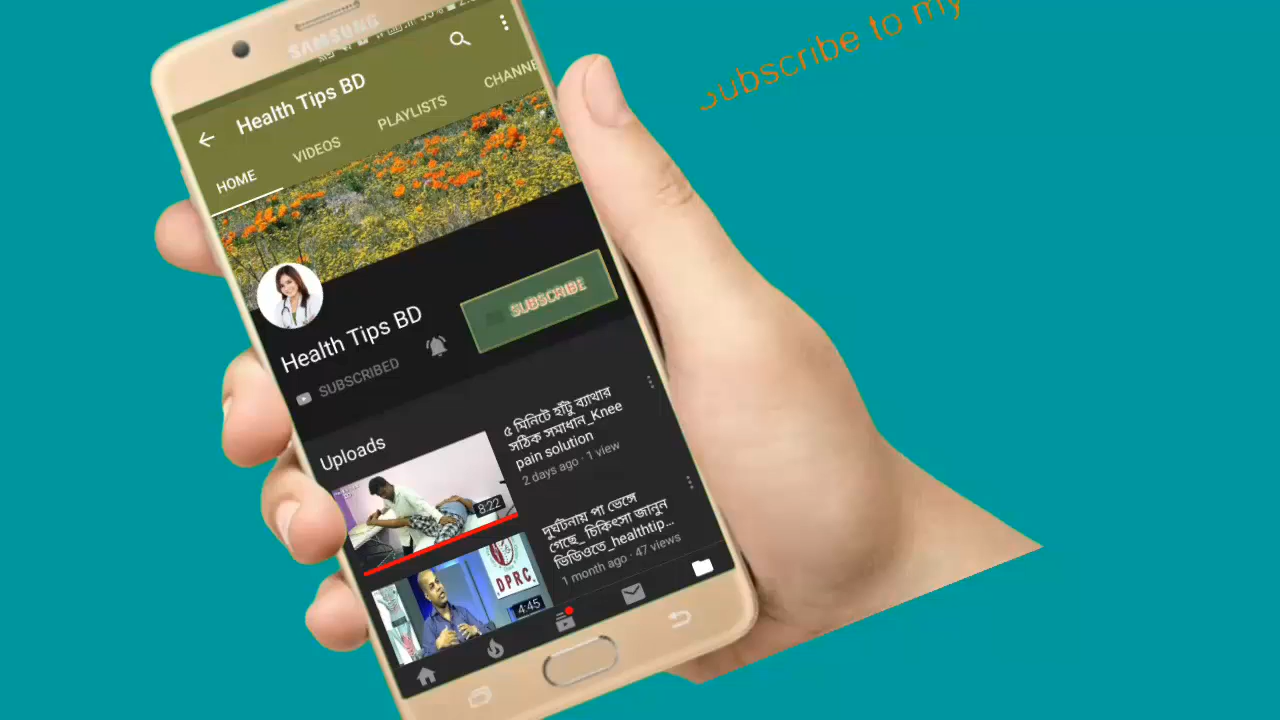 subscribe to my
SAMSUNG
Health Tips BD
HOME VIDEOS PLAYLISTS CHANNE
Health Tips BD
SUBSCRIBE
SUBSCRIBED
Uploads
৫ মিনিটে হাঁটু ব্যাথার
সঠিক সমাধান_Knee
pain solution
2 days ago · 1 view
8:22
দুর্ঘটনায় পা ভেঙ্গে
গেছে_ চিকিৎসা জানুন
ভিডিওতে_healthtip...
1 month ago · 47 views
DPRC
4:45